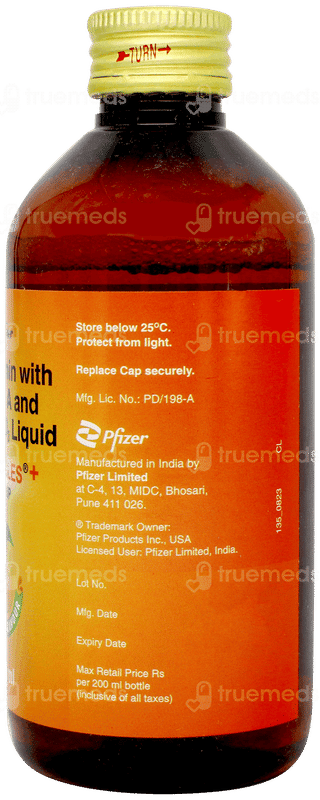 TURN
Store below 25°C.
Protect from light.
Replace Cap securely.
Mfg. Lic. No.: PD/198-A
in with
A and
Liquid
LES®+
Pfizer
Manufactured in India by
Pfizer Limited
at C-4, 13, MIDC, Bhosari,
Pune 411 026.
® Trademark Owner:
Pfizer Products Inc., USA
Licensed User: Pfizer Limited, India.
Lot No.
Mfg. Date
Expiry Date
Max Retail Price Rs
per 200 ml bottle
(inclusive of all taxes)
135_0823
CL
truemeds